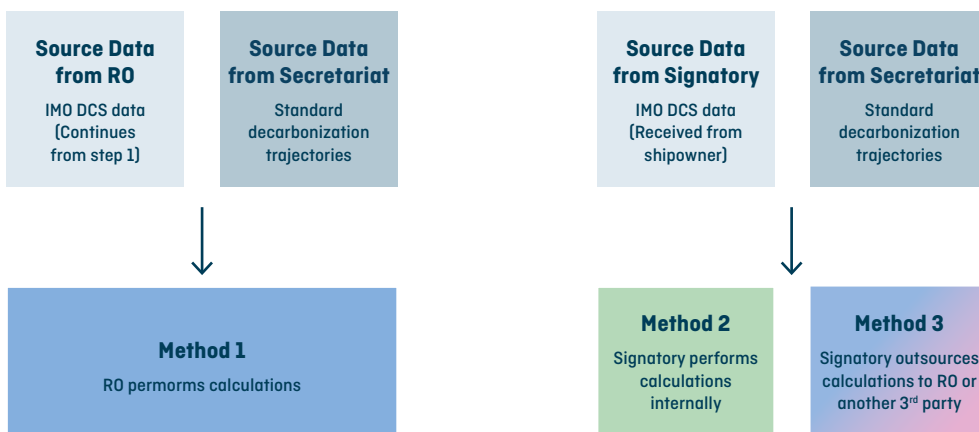 Source Data
from RO
IMO DCS data
(Continues
from step 1)
Source Data
from Secretariat
Standard
decarbonization
trajectories
Source Data
from Signatory
IMO DCS data
(Received from
shipowner)
Source Data
from Secretariat
Standard
decarbonization
trajectories
Method 1
RO permorms calculations
Method 2
Signatory performs
calculations
internally
Method 3
Signatory outsources
calculations to RO or
another 3rd party